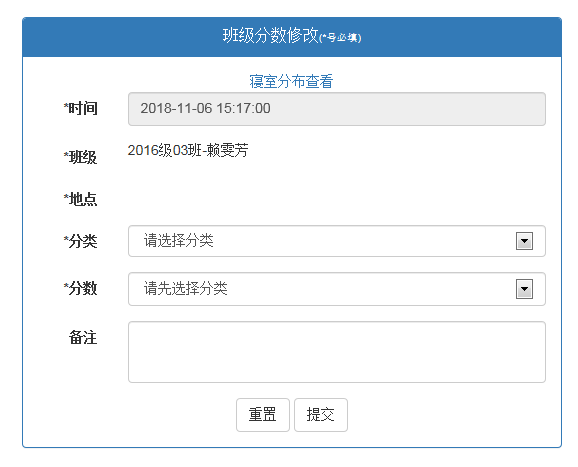 班级分数修改(*号必填)
寝室分布查看
*时间 2018-11-06 15:17:00
*班级 2016级03班-赖雯芳
*地点
*分类 请选择分类
*分数 请先选择分类
备注
重置 提交